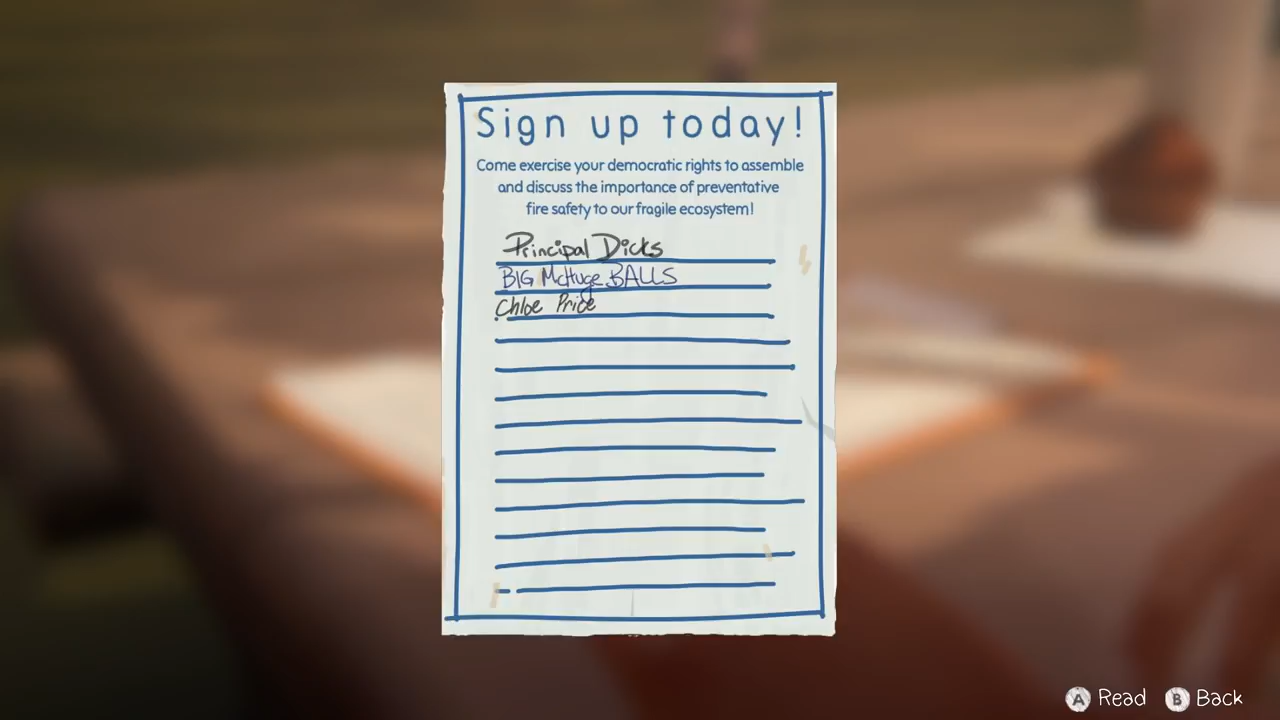 Sign up today!
Come exercise your democratic rights to assemble
and discuss the importance of preventative
fire safety to our fragile ecosystem!
Principal Dicks
BIG McHuge BALLS
Chloe Price
A Read B Back